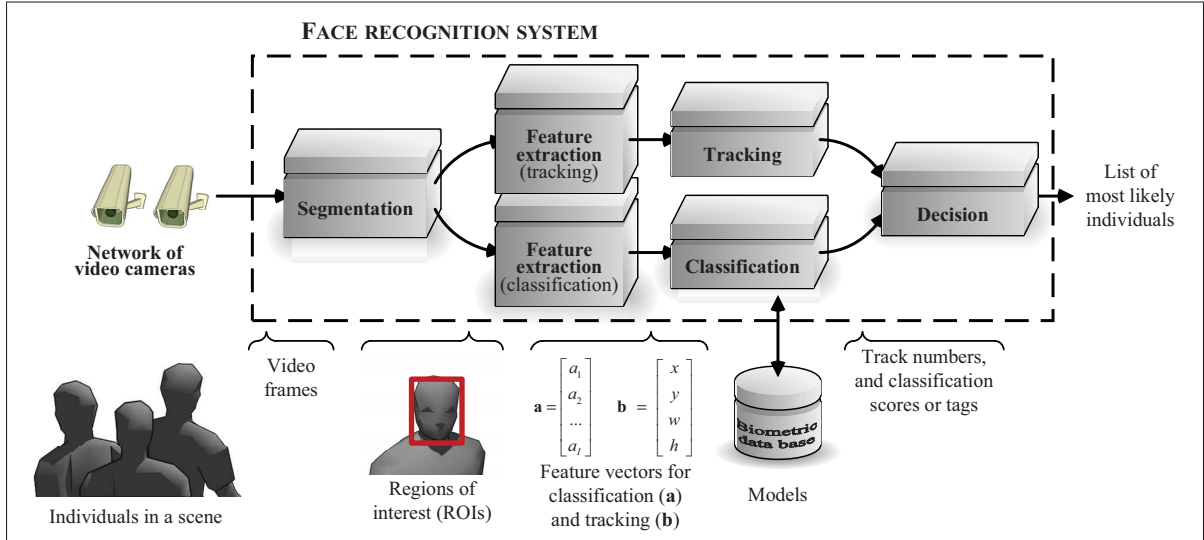 FACE RECOGNITION SYSTEM
Feature
extraction
(tracking)
Tracking
Segmentation
Decision
List of
most likely
individuals
Network of
video cameras
Feature
extraction
(classification)
Classification
Video
frames
Regions of
interest (ROIs)
a = [a1 a2 ... aI]
b = [x y w h]
Feature vectors for
classification (a)
and tracking (b)
Biometric
data base
Models
Track numbers,
and classification
scores or tags
Individuals in a scene